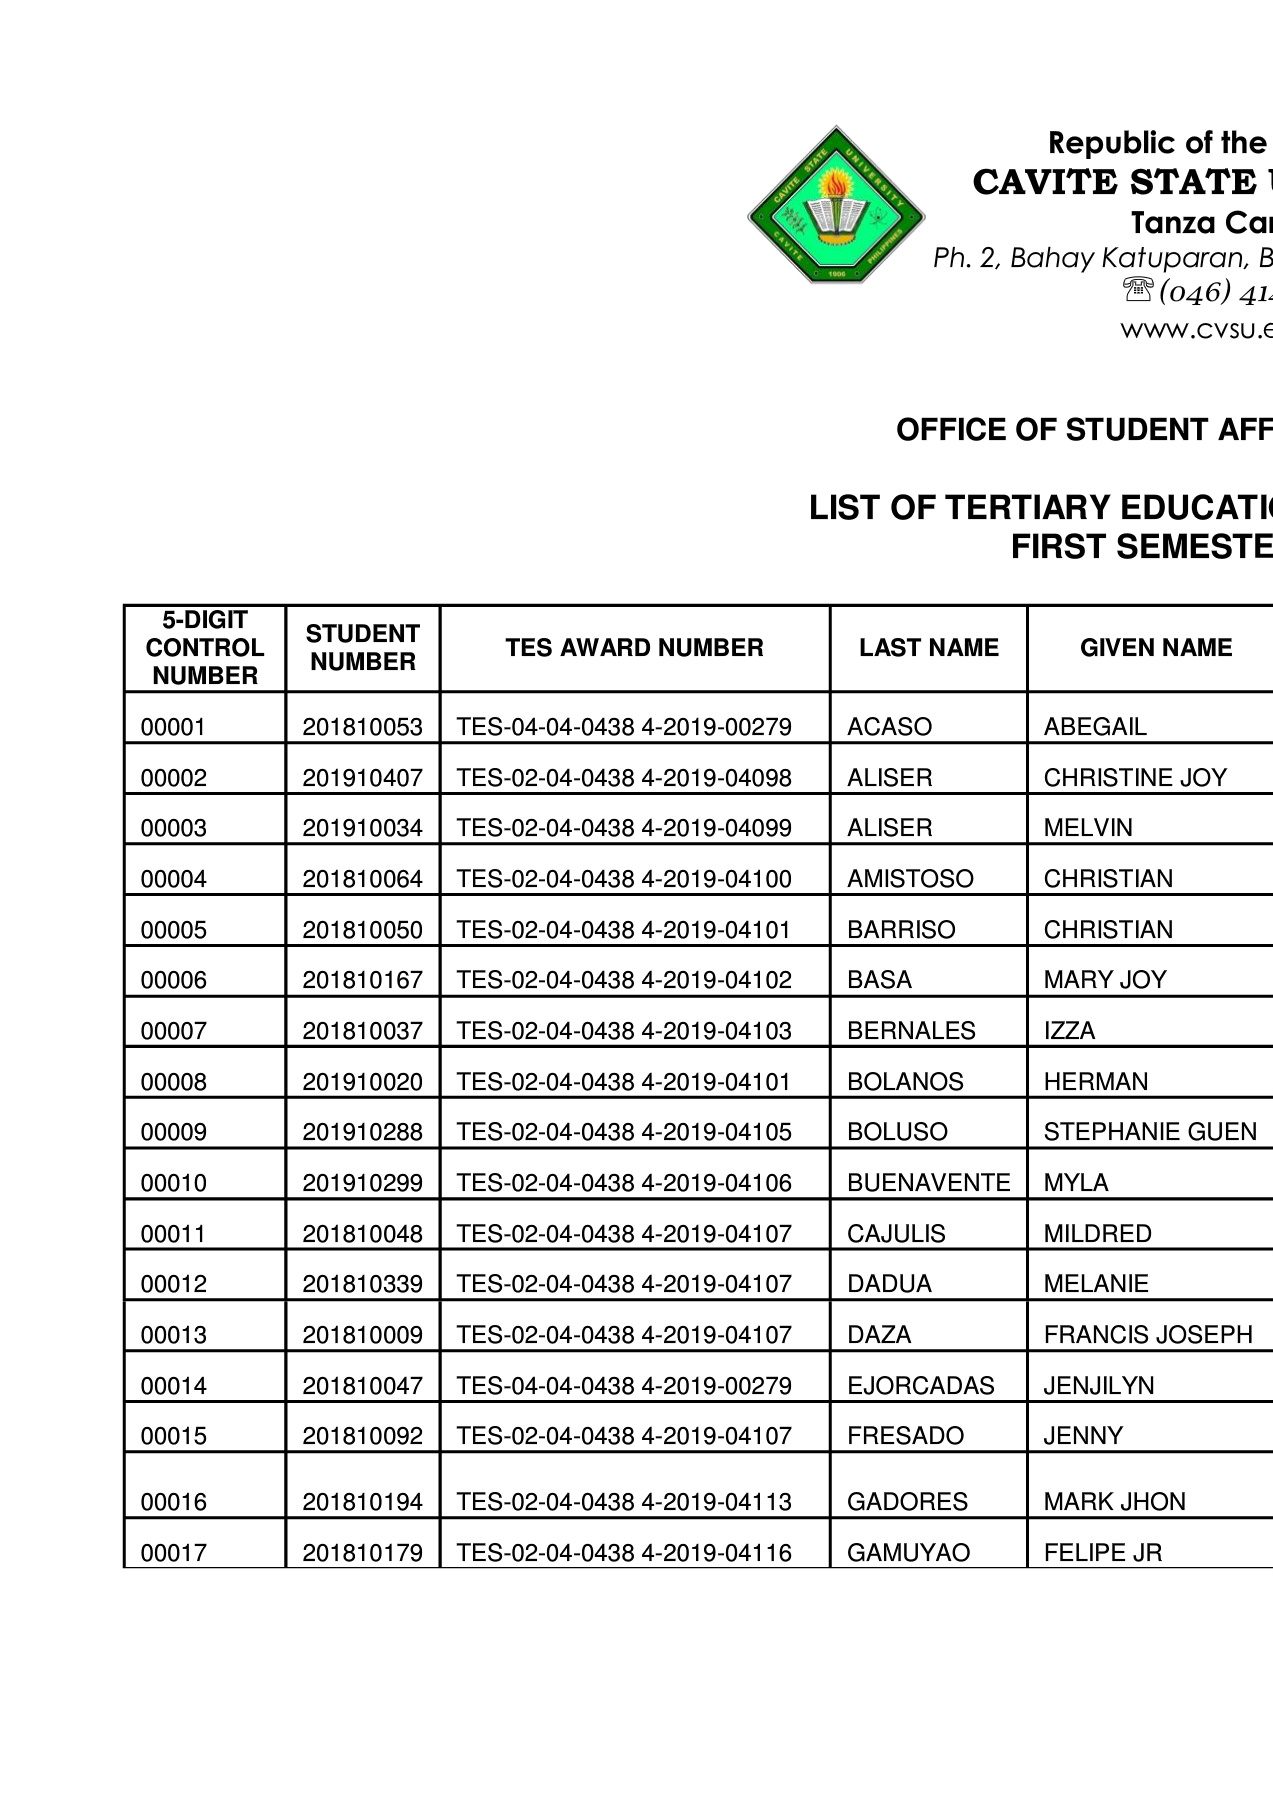 CAVITE STATE UNIVERSITY
CAVITE PHILIPPINES
1906
Republic of the
CAVITE STATE
Tanza
Ph. 2, Bahay Katuparan,
(046)
www.cvsu.e
OFFICE OF STUDENT AFF
LIST OF TERTIARY EDUCATI
FIRST SEMESTE
5-DIGIT CONTROL NUMBER STUDENT NUMBER TES AWARD NUMBER LAST NAME GIVEN NAME
00001 201810053 TES-04-04-0438 4-2019-00279 ACASO ABEGAIL
00002 201910407 TES-02-04-0438 4-2019-04098 ALISER CHRISTINE JOY
00003 201910034 TES-02-04-0438 4-2019-04099 ALISER MELVIN
00004 201810064 TES-02-04-0438 4-2019-04100 AMISTOSO CHRISTIAN
00005 201810050 TES-02-04-0438 4-2019-04101 BARRISO CHRISTIAN
00006 201810167 TES-02-04-0438 4-2019-04102 BASA MARY JOY
00007 201810037 TES-02-04-0438 4-2019-04103 BERNALES IZZA
00008 201910020 TES-02-04-0438 4-2019-04101 BOLANOS HERMAN
00009 201910288 TES-02-04-0438 4-2019-04105 BOLUSO STEPHANIE GUEN
00010 201910299 TES-02-04-0438 4-2019-04106 BUENAVENTE MYLA
00011 201810048 TES-02-04-0438 4-2019-04107 CAJULIS MILDRED
00012 201810339 TES-02-04-0438 4-2019-04107 DADUA MELANIE
00013 201810009 TES-02-04-0438 4-2019-04107 DAZA FRANCIS JOSEPH
00014 201810047 TES-04-04-0438 4-2019-00279 EJORCADAS JENJILYN
00015 201810092 TES-02-04-0438 4-2019-04107 FRESADO JENNY
00016 201810194 TES-02-04-0438 4-2019-04113 GADORES MARK JHON
00017 201810179 TES-02-04-0438 4-2019-04116 GAMUYAO FELIPE JR